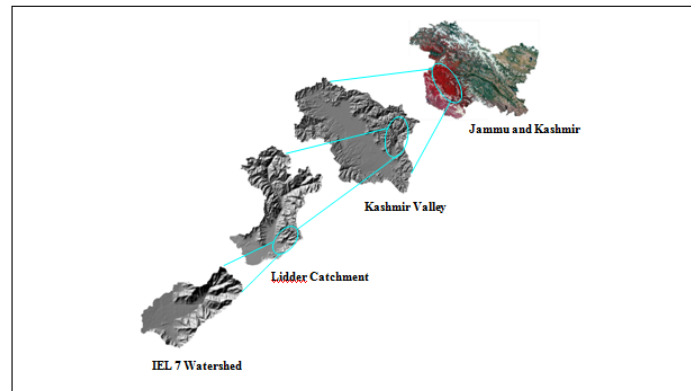 Jammu and Kashmir
Kashmir Valley
Lidder Catchment
IEL 7 Watershed